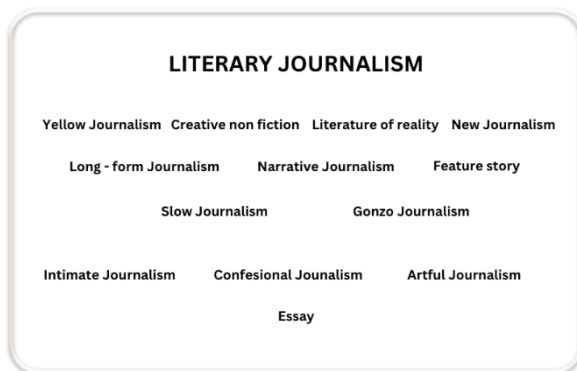 LITERARY JOURNALISM
Yellow Journalism Creative non fiction Literature of reality New Journalism
Long - form Journalism Narrative Journalism Feature story
Slow Journalism Gonzo Journalism
Intimate Journalism Confesional Jounalism Artful Journalism
Essay